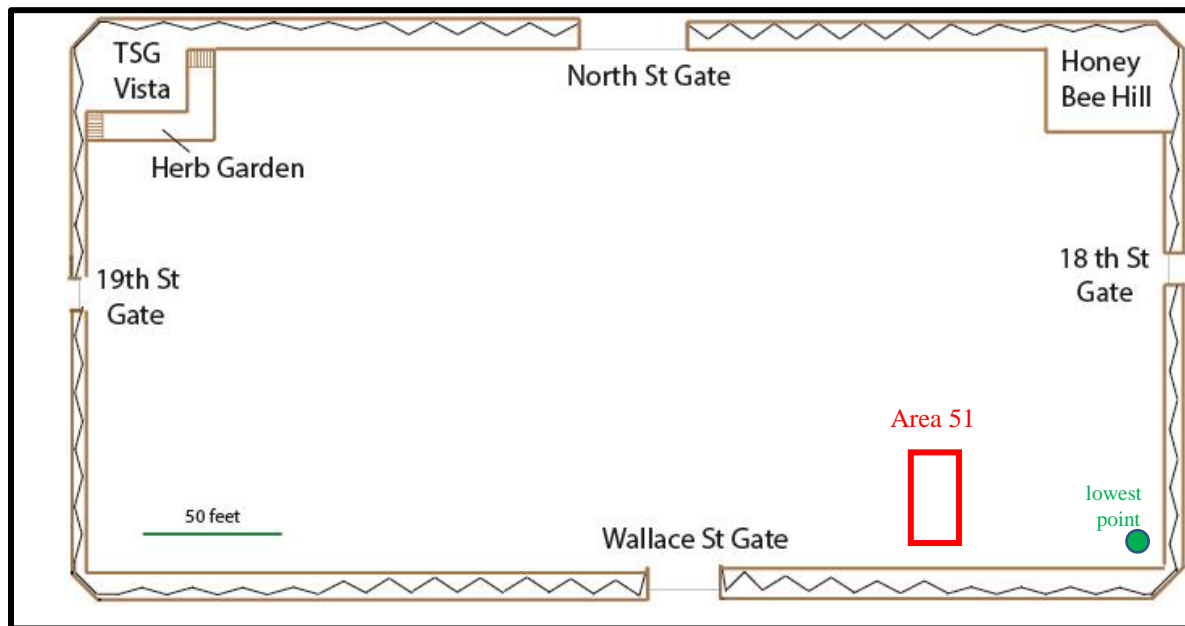 TSG
Vista
North St Gate
Honey
Bee Hill
Herb Garden
19th St
Gate
18 th St
Gate
Area 51
lowest
point
50 feet
Wallace St Gate